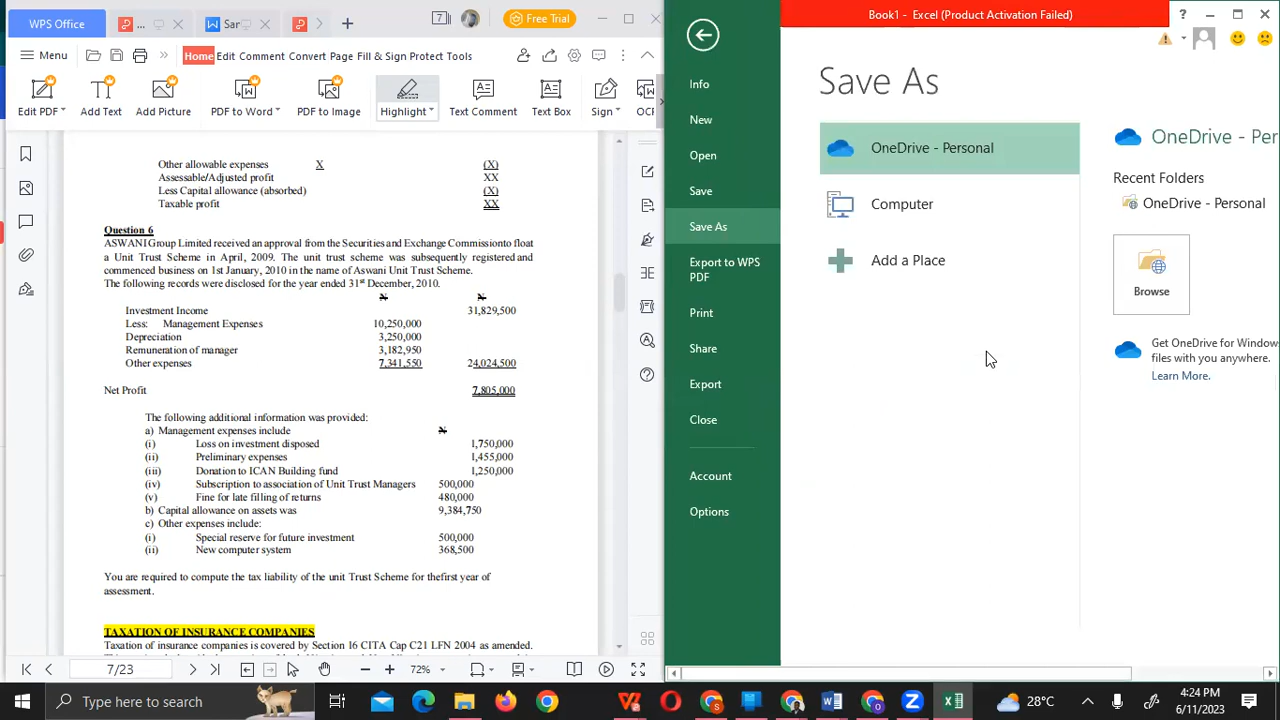 WPS Office
...
Sar
7
Free Trial
Menu
Home Edit Comment Convert Page Fill & Sign Protect Tools
Edit PDF
Add Text
Add Picture
PDF to Word
PDF to Image
Highlight
Text Comment
Text Box
Sign
OCF
Other allowable expenses X (X)
Assessable/Adjusted profit XX
Less Capital allowance (absorbed) (X)
Taxable profit XX
Question 6
ASWANI Group Limited received an approval from the Securities and Exchange Commissionto float
a Unit Trust Scheme in April, 2009. The unit trust scheme was subsequently registered and
commenced business on 1st January, 2010 in the name of Aswani Unit Trust Scheme.
The following records were disclosed for the year ended 31st December, 2010.
N N
Investment Income 31,829,500
Less: Management Expenses 10,250,000
Depreciation 3,250,000
Remuneration of manager 3,182,950
Other expenses 7,341,550 24,024,500
Net Profit 7,805,000
The following additional information was provided:
a) Management expenses include N
(i) Loss on investment disposed 1,750,000
(ii) Preliminary expenses 1,455,000
(iii) Donation to ICAN Building fund 1,250,000
(iv) Subscription to association of Unit Trust Managers 500,000
(v) Fine for late filling of returns 480,000
b) Capital allowance on assets was 9,384,750
c) Other expenses include:
(i) Special reserve for future investment 500,000
(ii) New computer system 368,500
You are required to compute the tax liability of the unit Trust Scheme for thefirst year of
assessment.
TAXATION OF INSURANCE COMPANIES
Taxation of insurance companies is covered by Section 16 CITA Cap C21 LFN 2004 as amended.
7/23
72%
Book1 - Excel (Product Activation Failed)
?
Info
New
Open
Save
Save As
Export to WPS
PDF
Print
Share
Export
Close
Account
Options
Save As
OneDrive - Personal
Computer
Add a Place
OneDrive - Pe
Recent Folders
OneDrive - Personal
Browse
Get OneDrive for Window
files with you anywhere.
Learn More.
Type here to search
28°C
4:24 PM
6/11/2023